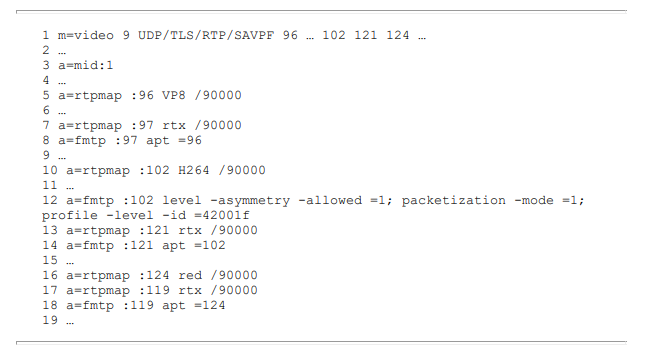 1 m=video 9 UDP/TLS/RTP/SAVPF 96 … 102 121 124 …
2 …
3 a=mid:1
4 …
5 a=rtpmap :96 VP8 /90000
6 …
7 a=rtpmap :97 rtx /90000
8 a=fmtp :97 apt =96
9 …
10 a=rtpmap :102 H264 /90000
11 …
12 a=fmtp :102 level -asymmetry -allowed =1; packetization -mode =1;
profile -level -id =42001f
13 a=rtpmap :121 rtx /90000
14 a=fmtp :121 apt =102
15 …
16 a=rtpmap :124 red /90000
17 a=rtpmap :119 rtx /90000
18 a=fmtp :119 apt =124
19 …